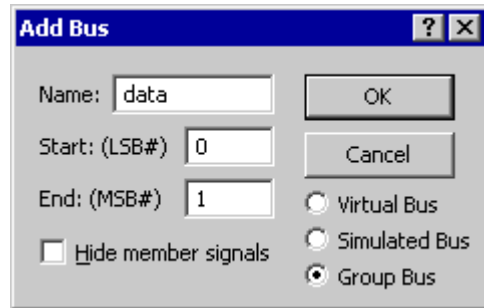 Add Bus
Name: data
OK
Start: (LSB#) 0
Cancel
End: (MSB#) 1
Virtual Bus
Simulated Bus
Hide member signals
Group Bus